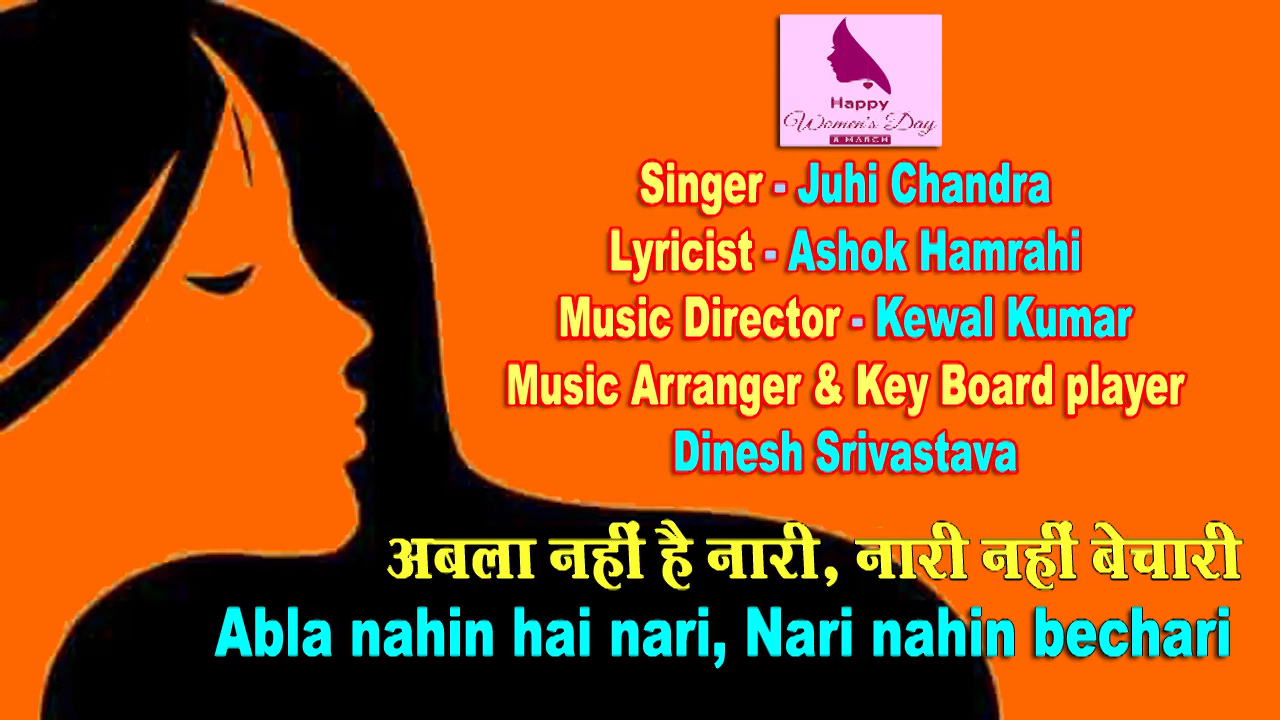 Happy
Women's Day
8 MARCH
Singer - Juhi Chandra
Lyricist - Ashok Hamrahi
Music Director - Kewal Kumar
Music Arranger & Key Board player
Dinesh Srivastava
अबला नहीं है नारी, नारी नहीं बेचारी
Abla nahin hai nari, Nari nahin bechari